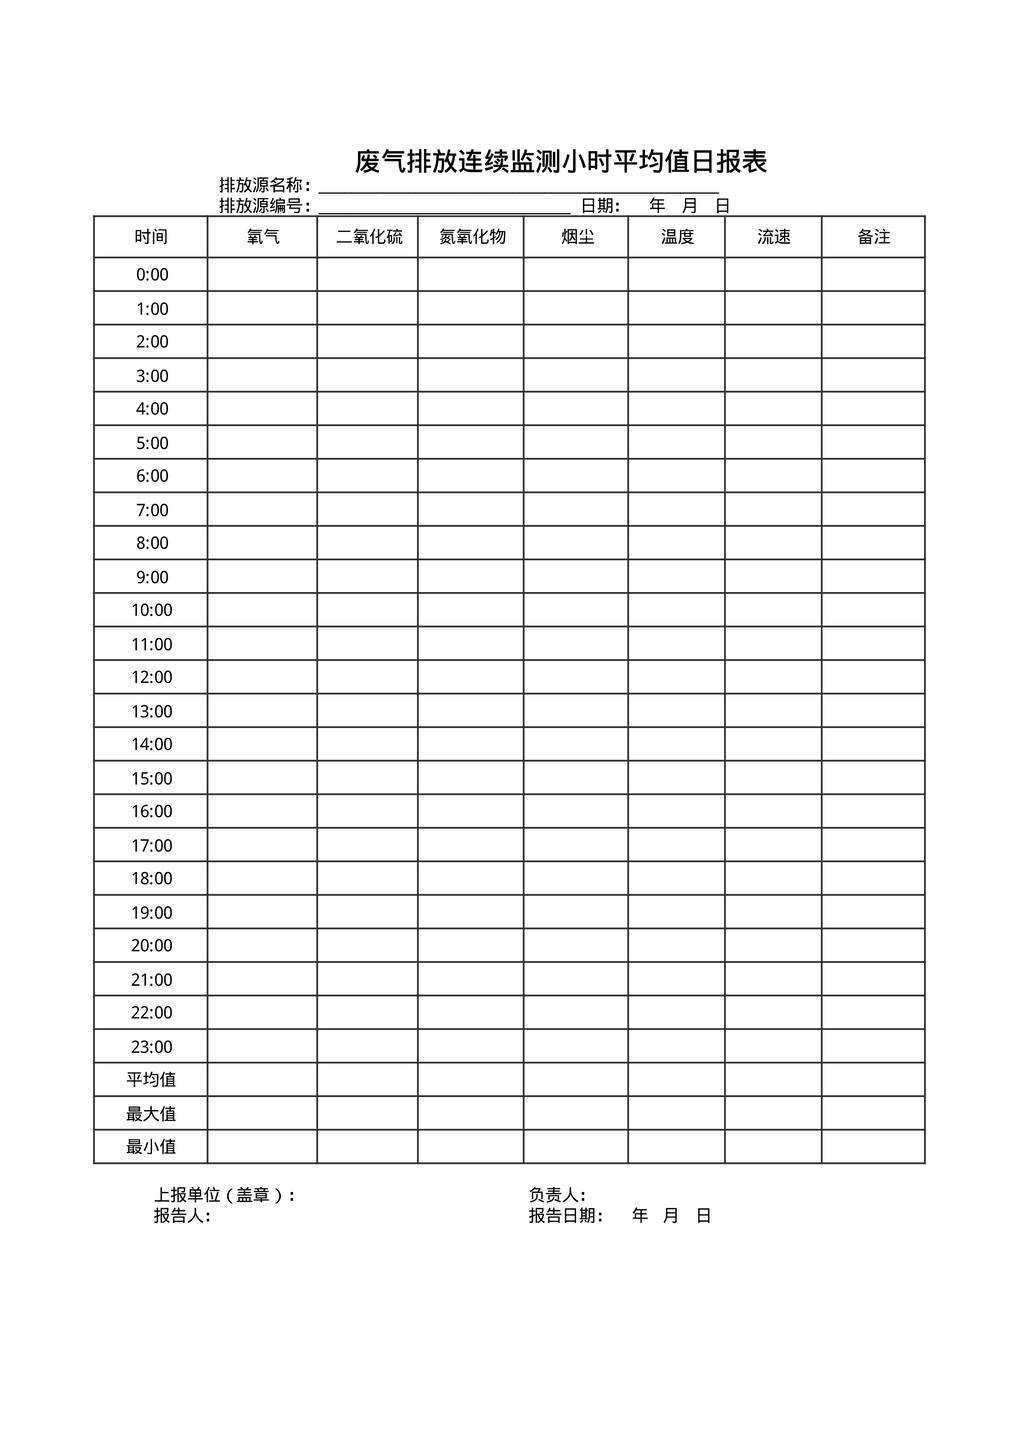 废气排放连续监测小时平均值日报表
排放源名称：
排放源编号： 日期： 年 月 日
时间 氧气 二氧化硫 氮氧化物 烟尘 温度 流速 备注
0:00
1:00
2:00
3:00
4:00
5:00
6:00
7:00
8:00
9:00
10:00
11:00
12:00
13:00
14:00
15:00
16:00
17:00
18:00
19:00
20:00
21:00
22:00
23:00
平均值
最大值
最小值
上报单位（盖章）： 负责人：
报告人： 报告日期： 年 月 日